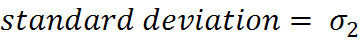 standard deviation = σ₂